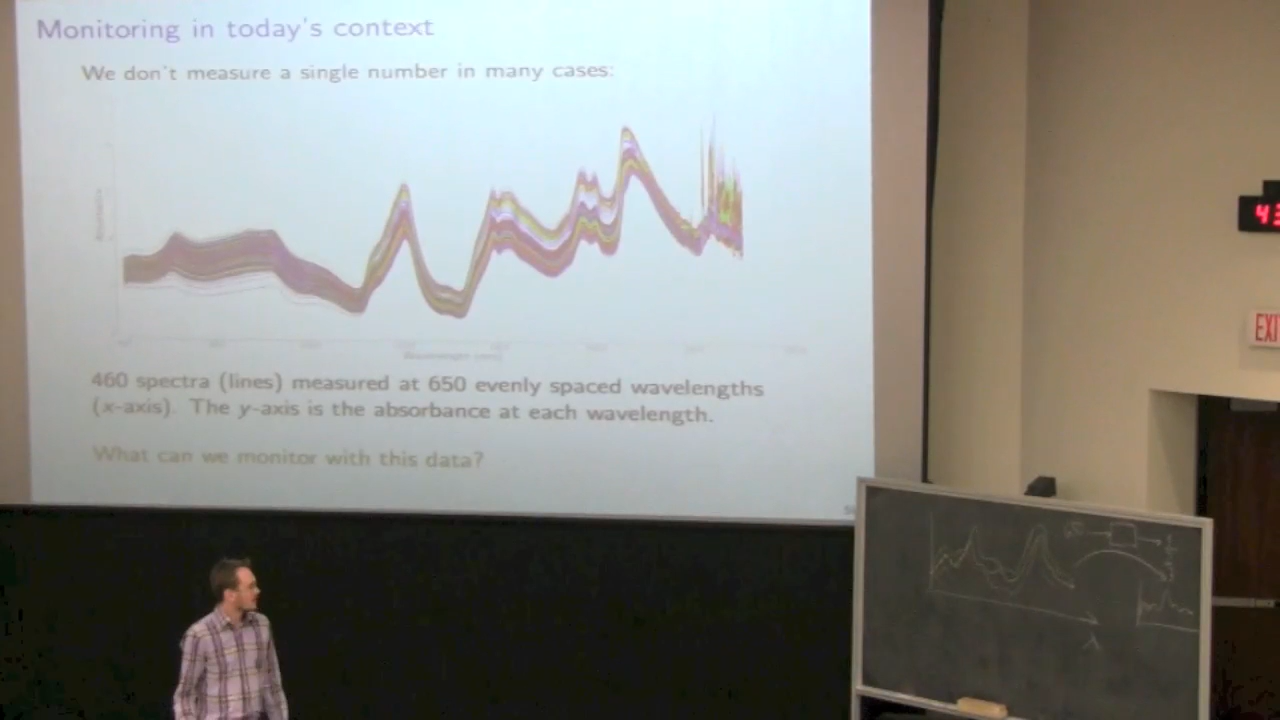 Monitoring in today's context
We don't measure a single number in many cases:
460 spectra (lines) measured at 650 evenly spaced wavelengths
(x-axis). The y-axis is the absorbance at each wavelength.
What can we monitor with this data?
EXI
λ